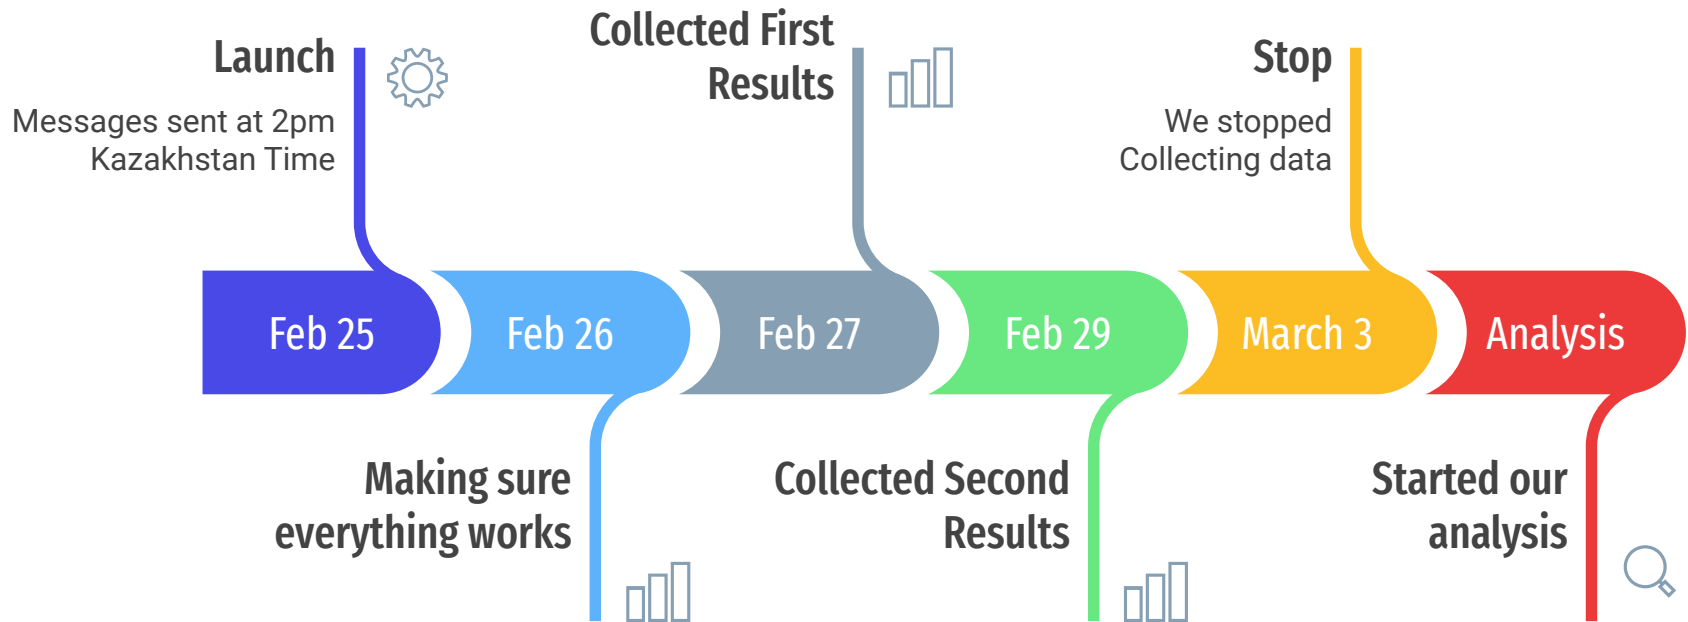 Launch
Messages sent at 2pm
Kazakhstan Time
Collected First
Results
Stop
We stopped
Collecting data
Feb 25
Feb 26
Feb 27
Feb 29
March 3
Analysis
Making sure
everything works
Collected Second
Results
Started our
analysis